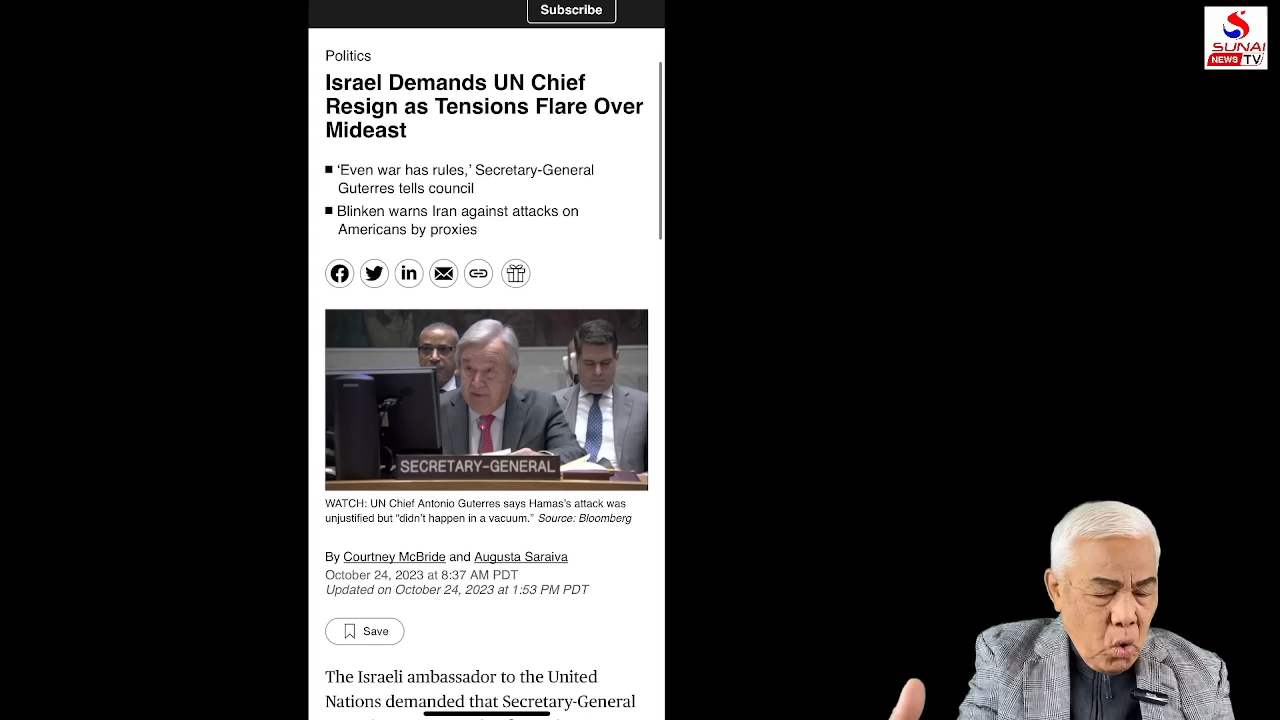 Subscribe
Politics
Israel Demands UN Chief
Resign as Tensions Flare Over
Mideast
‘Even war has rules,’ Secretary-General
Guterres tells council
Blinken warns Iran against attacks on
Americans by proxies
in
SECRETARY-GENERAL
WATCH: UN Chief Antonio Guterres says Hamas’s attack was
unjustified but “didn’t happen in a vacuum.” Source: Bloomberg
By Courtney McBride and Augusta Saraiva
October 24, 2023 at 8:37 AM PDT
Updated on October 24, 2023 at 1:53 PM PDT
Save
The Israeli ambassador to the United
Nations demanded that Secretary-General
SUNAI
NEWS TV